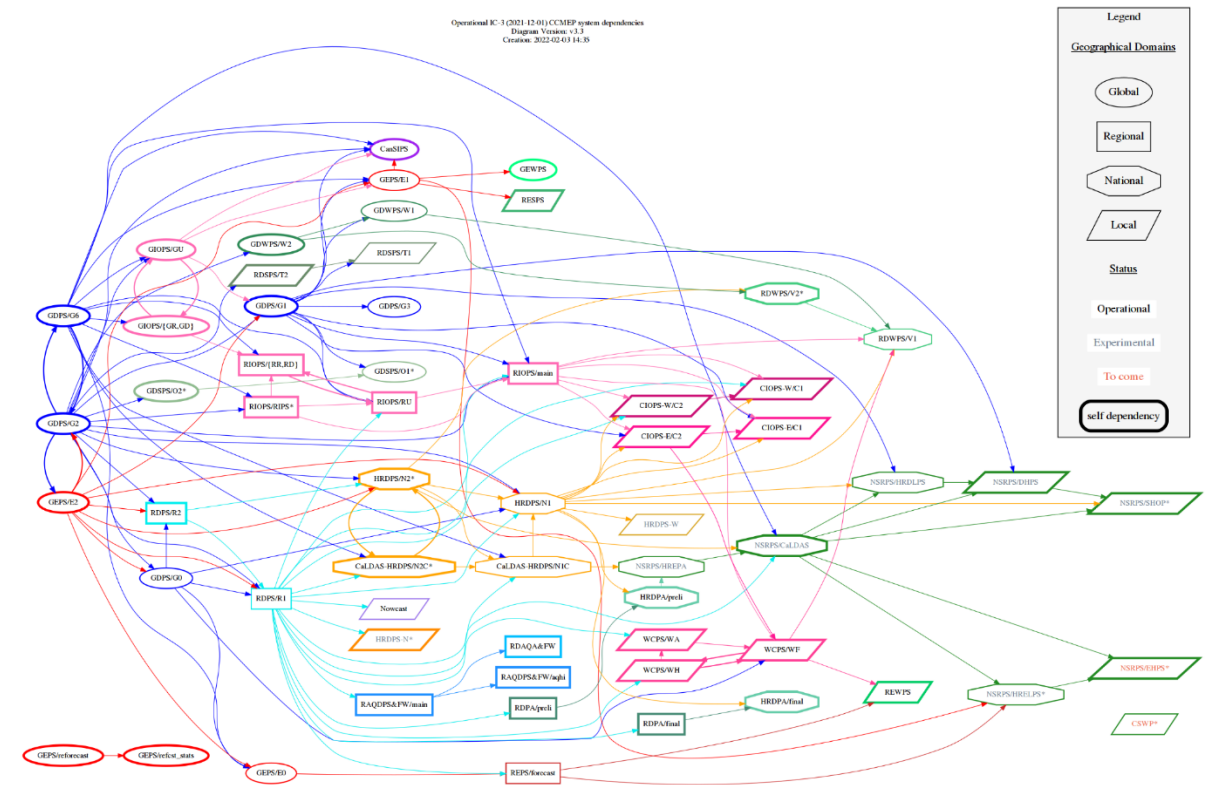 Operational IC-3 (2021-12-01) CCMEP system dependencies
Diagram Version: v3.3
Creation: 2022-02-03 14:35
Legend
Geographical Domains
Global
Regional
National
Local
Status
Operational
Experimental
To come
self dependency
CanSIPS
GEPS/E1
GEWPS
RESPS
GDWPS/W1
GIOPS/GU
GDWPS/W2
RDSPS/T1
RDSPS/T2
GDPS/G6
GDPS/G1
GDPS/G3
RDWPS/V2*
GIOPS/[GR,GD]
RDWPS/V1
RIOPS/[RR,RD]
GDSPS/O1*
RIOPS/main
GDSPS/O2*
CIOPS-W/C1
RIOPS/RIPS*
RIOPS/RU
CIOPS-W/C2
GDPS/G2
CIOPS-E/C1
CIOPS-E/C2
HRDPS/N2*
NSRPS/HRDLPS
NSRPS/DHPS
GEPS/E2
HRDPS/N1
NSRPS/SHOP*
RDPS/R2
HRDPS-W
NSRPS/CaLDAS
CaLDAS-HRDPS/N2C*
CaLDAS-HRDPS/N1C
NSRPS/HREPA
GDPS/G0
RDPS/R1
HRDPA/preli
Nowcast
HRDPS-N*
WCPS/WA
RDAQA&FW
WCPS/WF
WCPS/WH
NSRPS/EHPS*
RAQDPS&FW/aqhi
REWPS
NSRPS/HRELPS*
RAQDPS&FW/main
RDPA/preli
HRDPA/final
RDPA/final
CSWP*
GEPS/reforecast
GEPS/refcst_stats
GEPS/E0
REPS/forecast